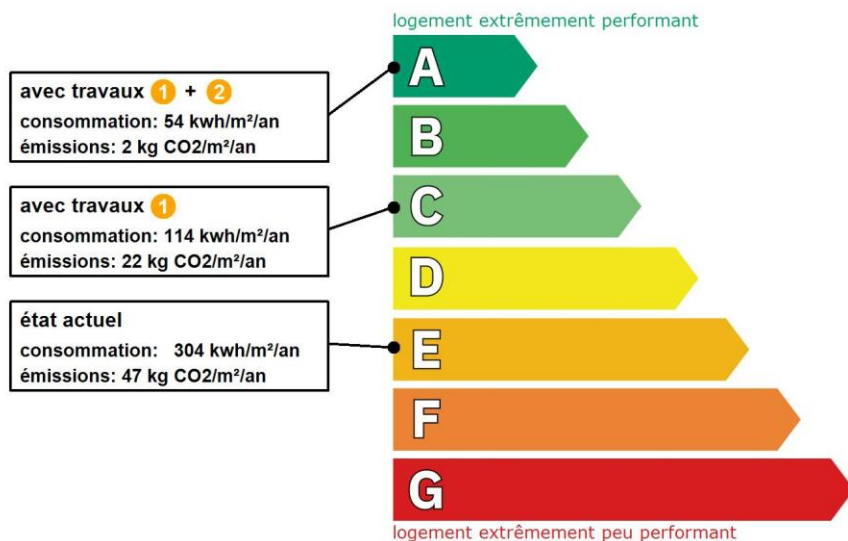 logement extrêmement performant
A
avec travaux 1 + 2
consommation: 54 kwh/m²/an
émissions: 2 kg CO2/m²/an
B
avec travaux 1
consommation: 114 kwh/m²/an
émissions: 22 kg CO2/m²/an
C
D
état actuel
consommation: 304 kwh/m²/an
émissions: 47 kg CO2/m²/an
E
F
G
logement extrêmement peu performant